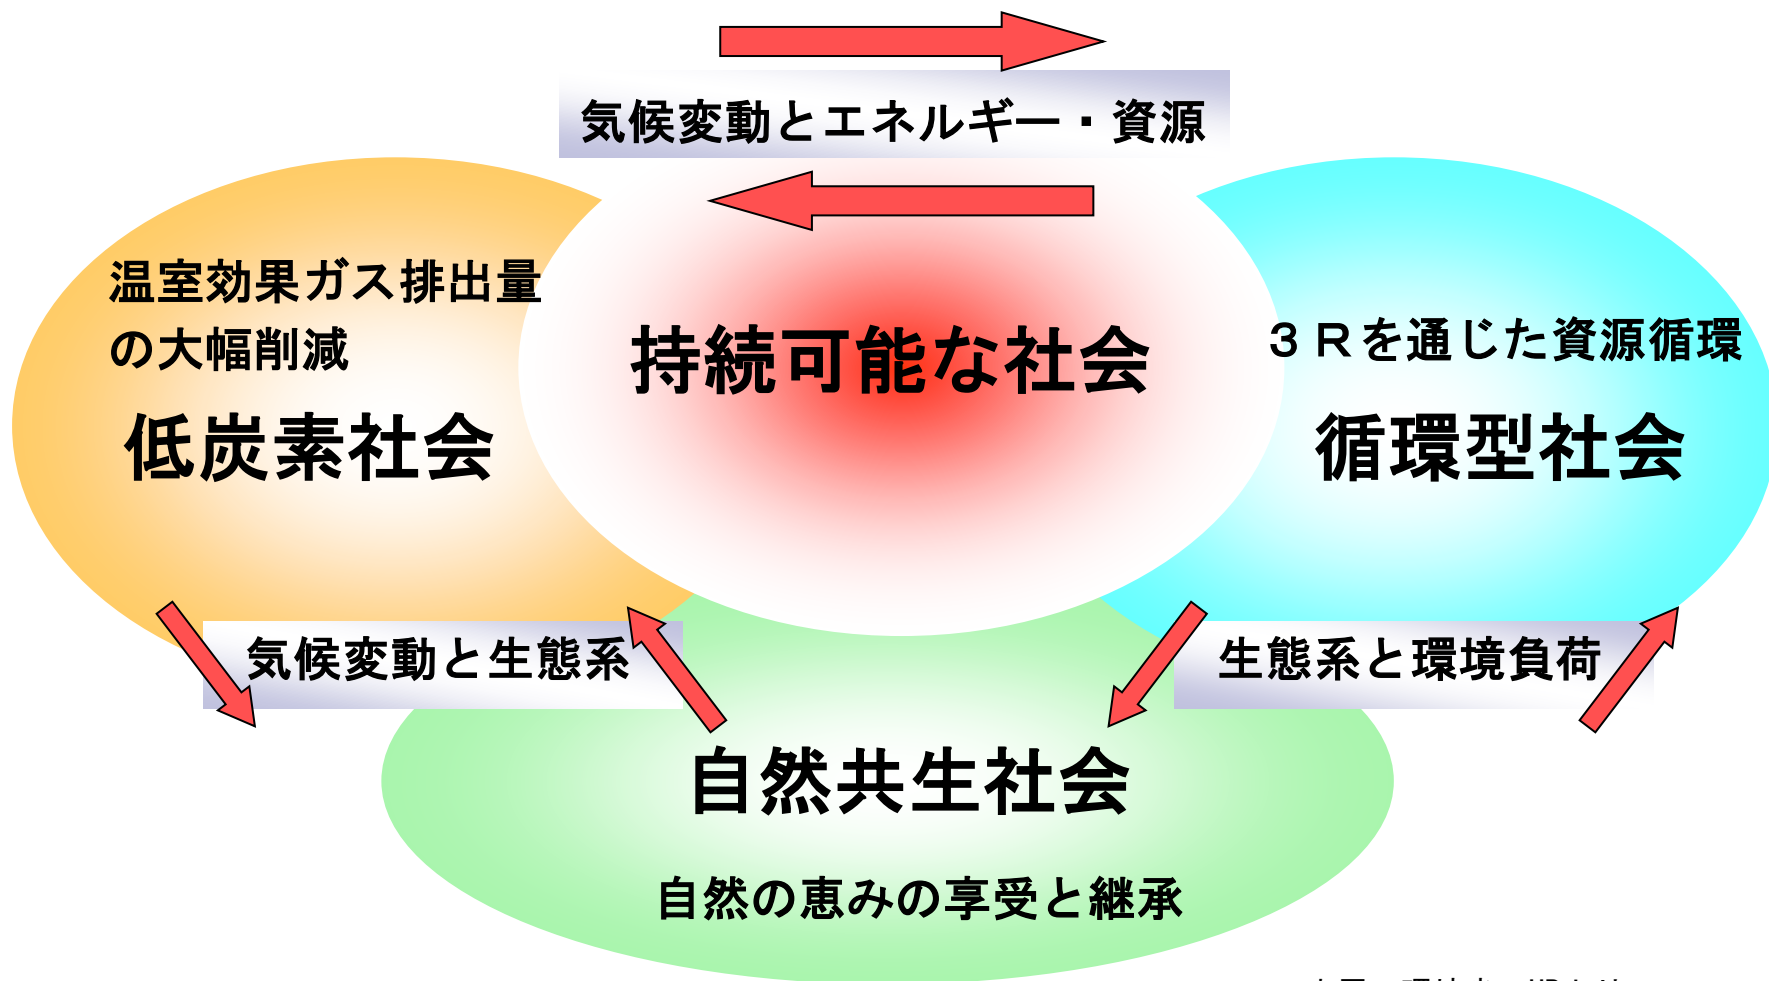 気候変動とエネルギー・資源
温室効果ガス排出量
の大幅削減
低炭素社会
持続可能な社会
３Ｒを通じた資源循環
循環型社会
気候変動と生態系
生態系と環境負荷
自然共生社会
自然の恵みの享受と継承